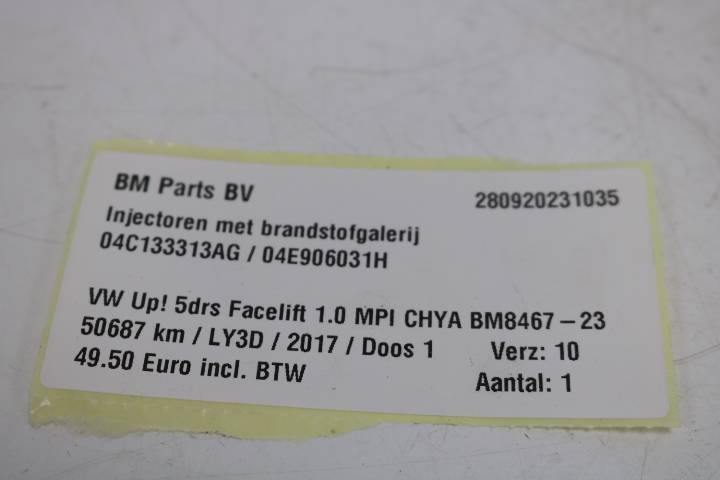 BM Parts BV 280920231035
Injectoren met brandstofgalerij
04C133313AG / 04E906031H
VW Up! 5drs Facelift 1.0 MPI CHYA BM8467-23
50687 km / LY3D / 2017 / Doos 1 Verz: 10
49.50 Euro incl. BTW Aantal: 1